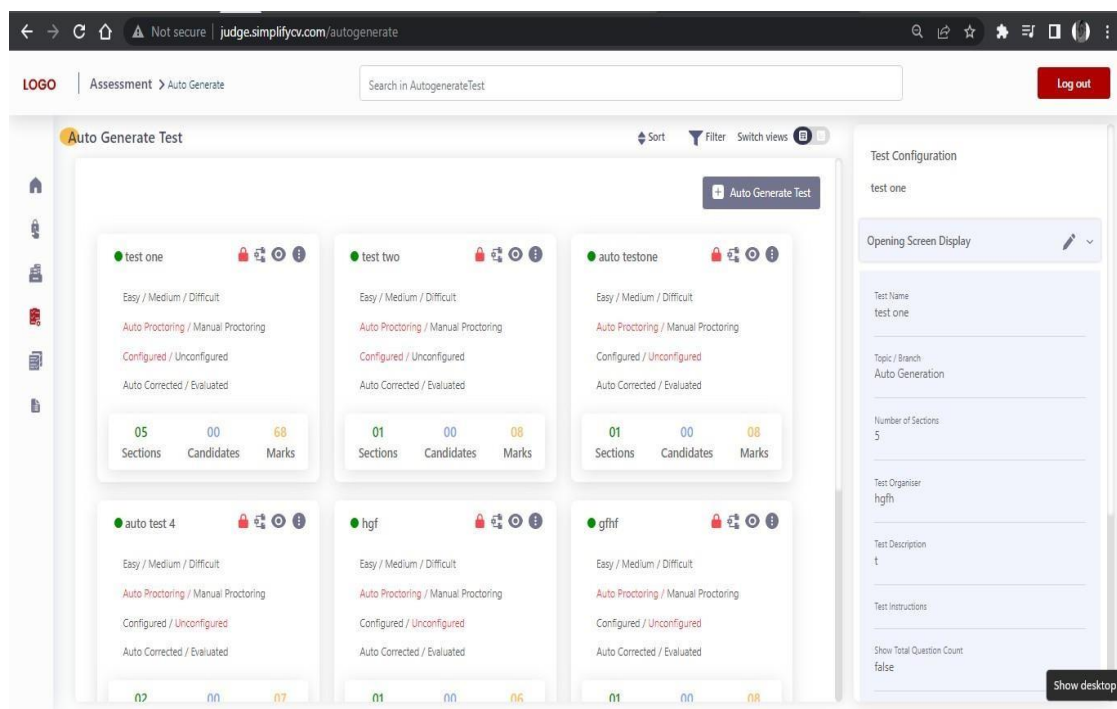 Not secure | judge.simplifycv.com/autogenerate
LOGO
Assessment > Auto Generate
Search in AutogenerateTest
Log out
Auto Generate Test
Sort
Filter
Switch views
Auto Generate Test
test one
Easy / Medium / Difficult
Auto Proctoring / Manual Proctoring
Configured / Unconfigured
Auto Corrected / Evaluated
05 00 68
Sections Candidates Marks
test two
Easy / Medium / Difficult
Auto Proctoring / Manual Proctoring
Configured / Unconfigured
Auto Corrected / Evaluated
01 00 08
Sections Candidates Marks
auto testone
Easy / Medium / Difficult
Auto Proctoring / Manual Proctoring
Configured / Unconfigured
Auto Corrected / Evaluated
01 00 08
Sections Candidates Marks
auto test 4
Easy / Medium / Difficult
Auto Proctoring / Manual Proctoring
Configured / Unconfigured
Auto Corrected / Evaluated
02 00 07
hgf
Easy / Medium / Difficult
Auto Proctoring / Manual Proctoring
Configured / Unconfigured
Auto Corrected / Evaluated
01 00 06
gfhf
Easy / Medium / Difficult
Auto Proctoring / Manual Proctoring
Configured / Unconfigured
Auto Corrected / Evaluated
01 00 08
Test Configuration
test one
Opening Screen Display
Test Name
test one
Topic / Branch
Auto Generation
Number of Sections
5
Test Organiser
hgfh
Test Description
t
Test Instructions
Show Total Question Count
false
Show desktop